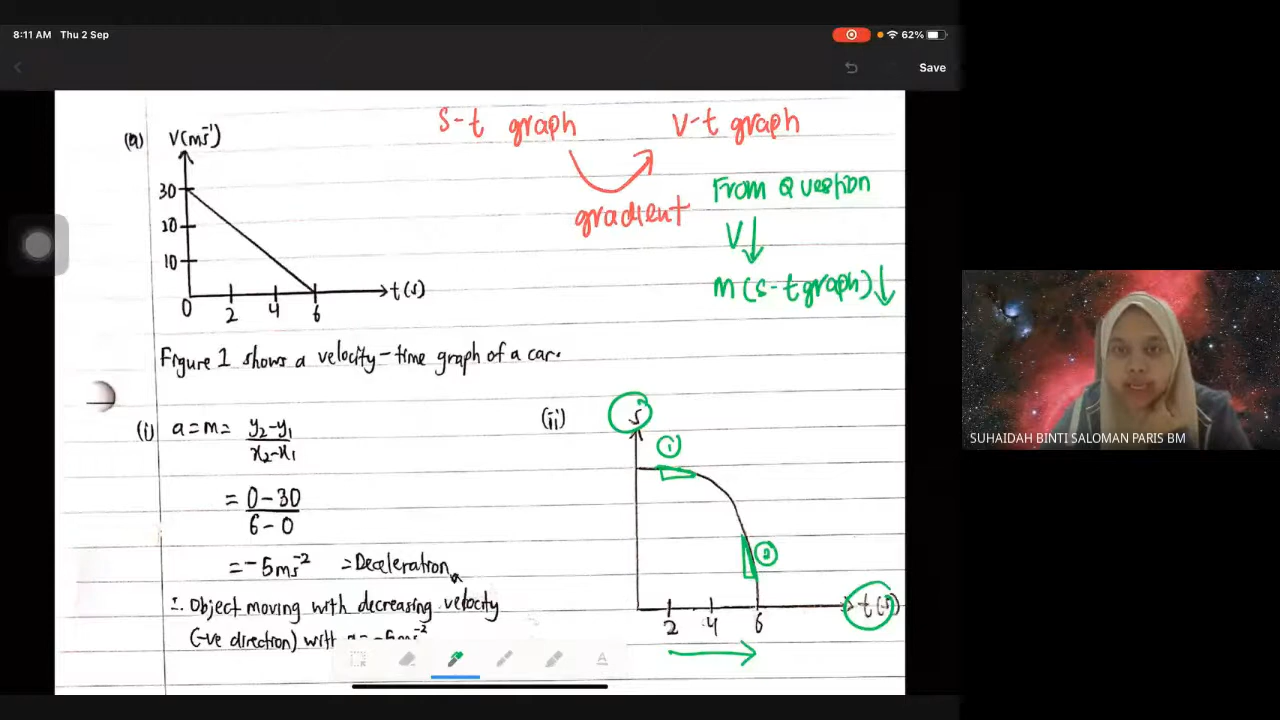 8:11 AM Thu 2 Sep
62%
Save
(a) V(ms⁻¹)
30
10
10
0 2 4 6 t(s)
s-t graph
v-t graph
gradient
From Question
V↓
m (s-t graph)↓
Figure 1 shows a velocity-time graph of a car.
(i) a = m = y₂-y₁
x₂-x₁
= 0-30
6-0
= -5ms⁻² = Deceleration
∴ Object moving with decreasing velocity
(-ve direction) with
(ii) s
①
②
2 4 6 t(s)
A
SUHAIDAH BINTI SALOMAN PARIS BM